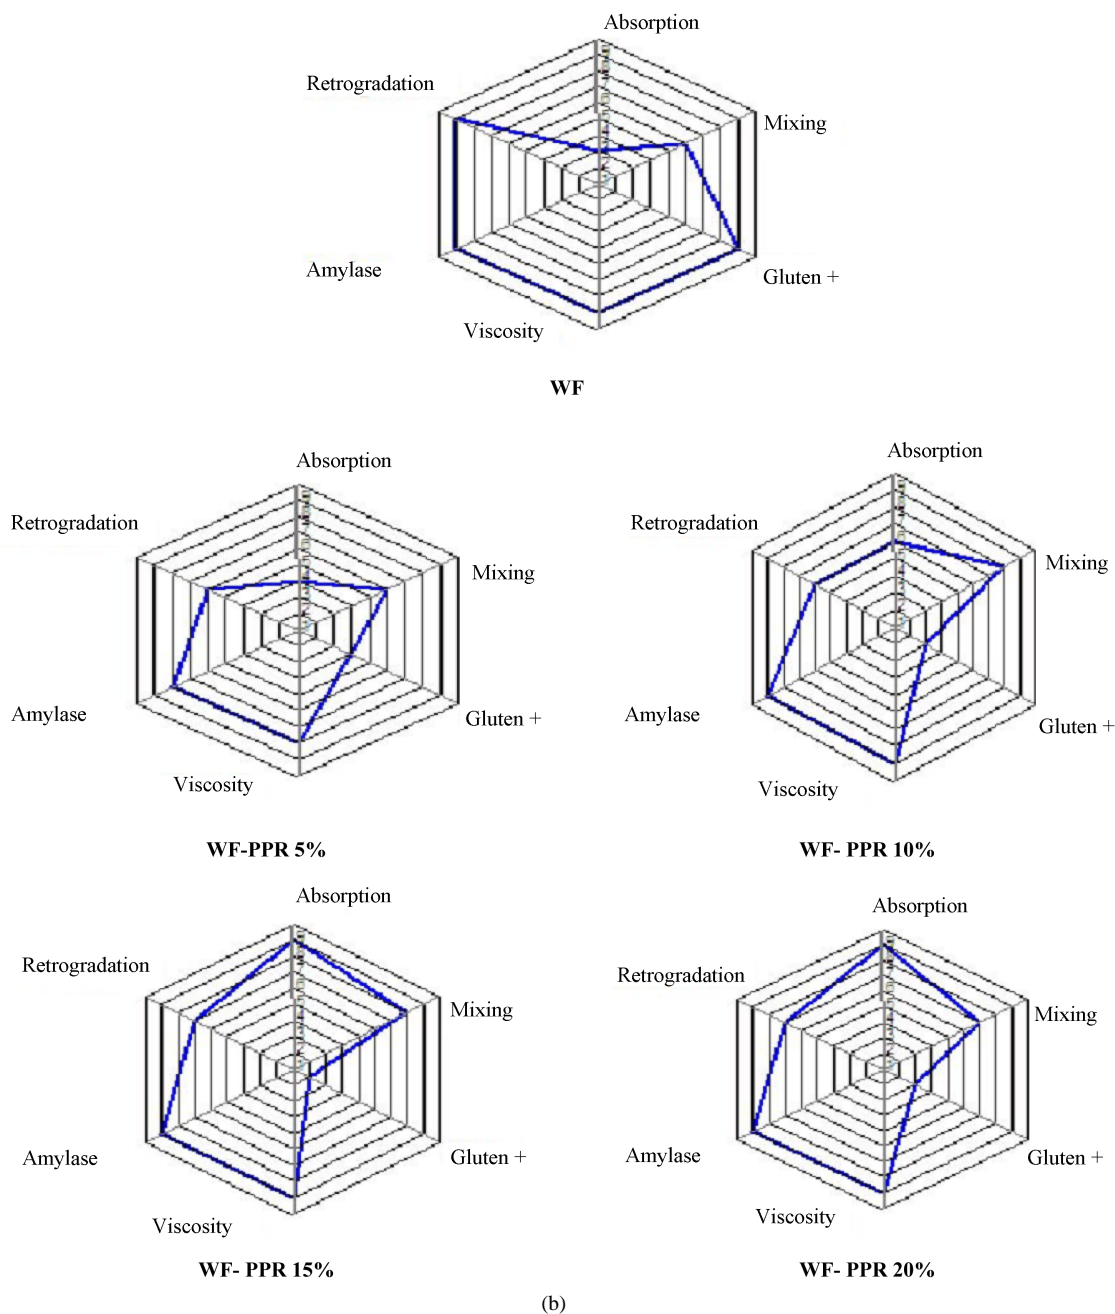 Absorption
Retrogradation
Mixing
Amylase
Gluten +
Viscosity
WF
Absorption
Retrogradation
Mixing
Amylase
Gluten +
Viscosity
WF-PPR 5%
Absorption
Retrogradation
Mixing
Amylase
Gluten +
Viscosity
WF- PPR 10%
Absorption
Retrogradation
Mixing
Amylase
Gluten +
Viscosity
WF- PPR 15%
Absorption
Retrogradation
Mixing
Amylase
Gluten +
Viscosity
WF- PPR 20%
(b)